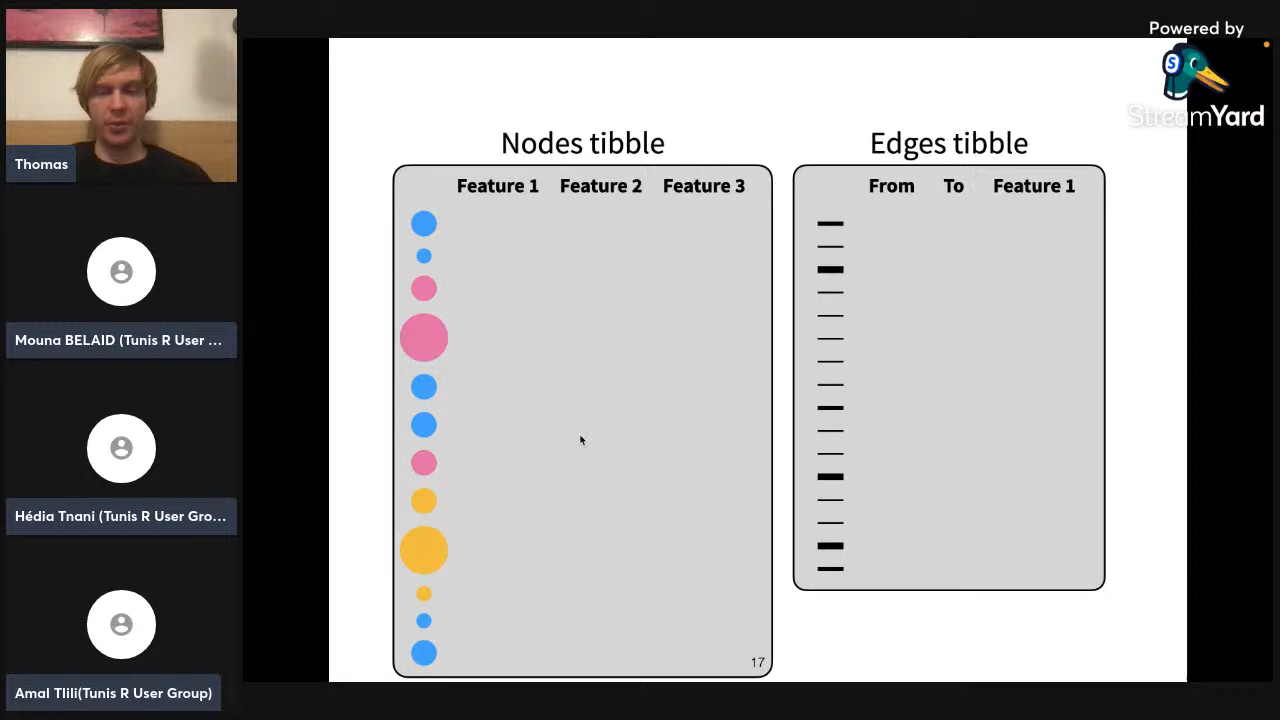 Powered by
S
StreamYard
Thomas
Mouna BELAID (Tunis R User ...
Hédia Tnani (Tunis R User Gro...
Amal Tlili(Tunis R User Group)
Nodes tibble
Feature 1 Feature 2 Feature 3
17
Edges tibble
From To Feature 1